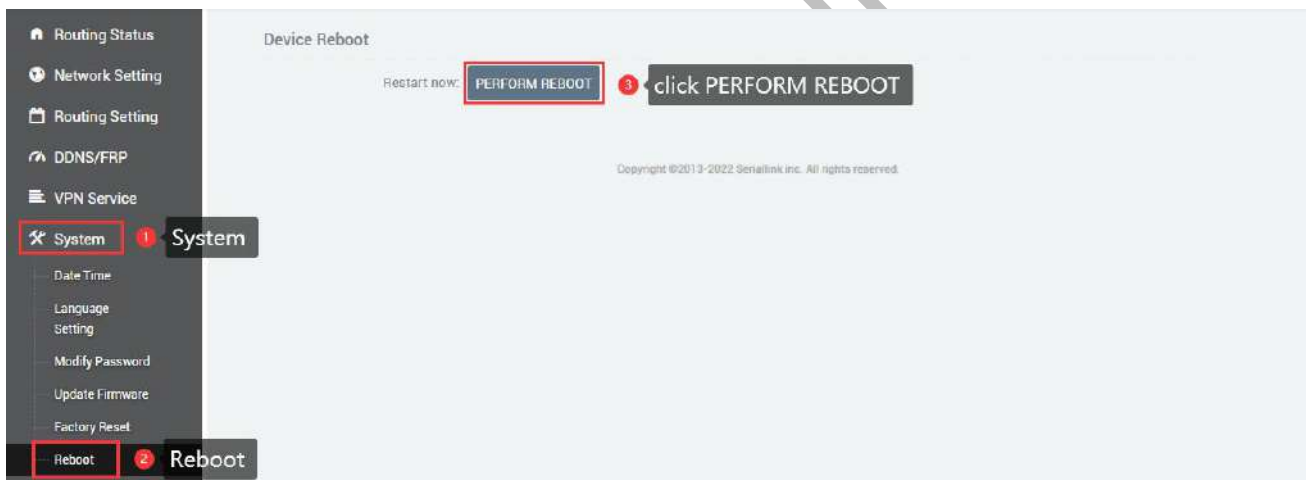 Routing Status
Network Setting
Routing Setting
DDNS/FRP
VPN Service
System
1 System
Date Time
Language
Setting
Modify Password
Update Firmware
Factory Reset
Reboot
2 Reboot
Device Reboot
Restart now: PERFORM REBOOT
3 click PERFORM REBOOT
Copyright ©2013-2022 Seriallink inc. All rights reserved.